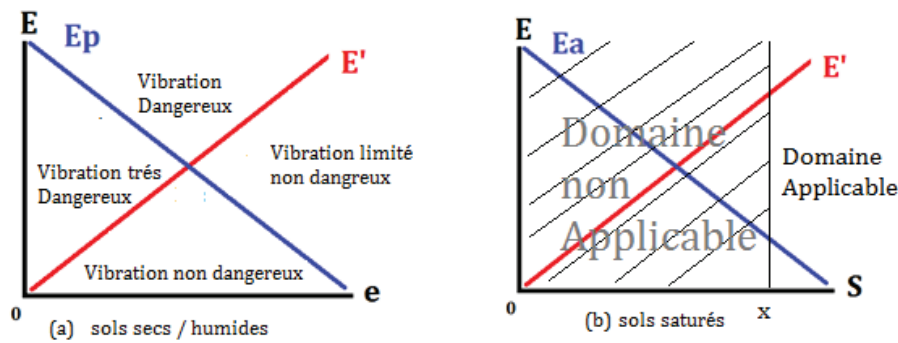 E
Ep
E'
Vibration
Dangereux
Vibration trés
Dangereux
Vibration limité
non dangreux
Vibration non dangereux
0
e
(a) sols secs / humides
E
Ea
E'
Domaine
non
Applicable
Domaine
Applicable
0
x
S
(b) sols saturés